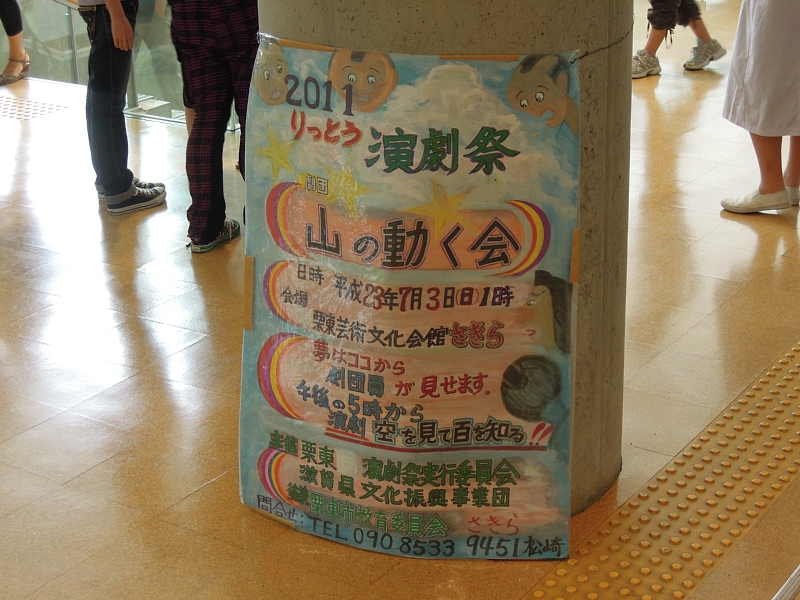 2011
りっとう 演劇祭
劇団
山の動く会
日時 平成23年7月3日(日)1時
会場 栗東芸術文化会館さきら
夢はココから
劇団員が見せます。
午後の5時から
演劇 空を見て百を知る!!
主催 栗東 演劇祭実行委員会
滋賀県文化振興事業団
栗東市教育委員会 さきら
問合せ:TEL 090 8533 9451 松崎